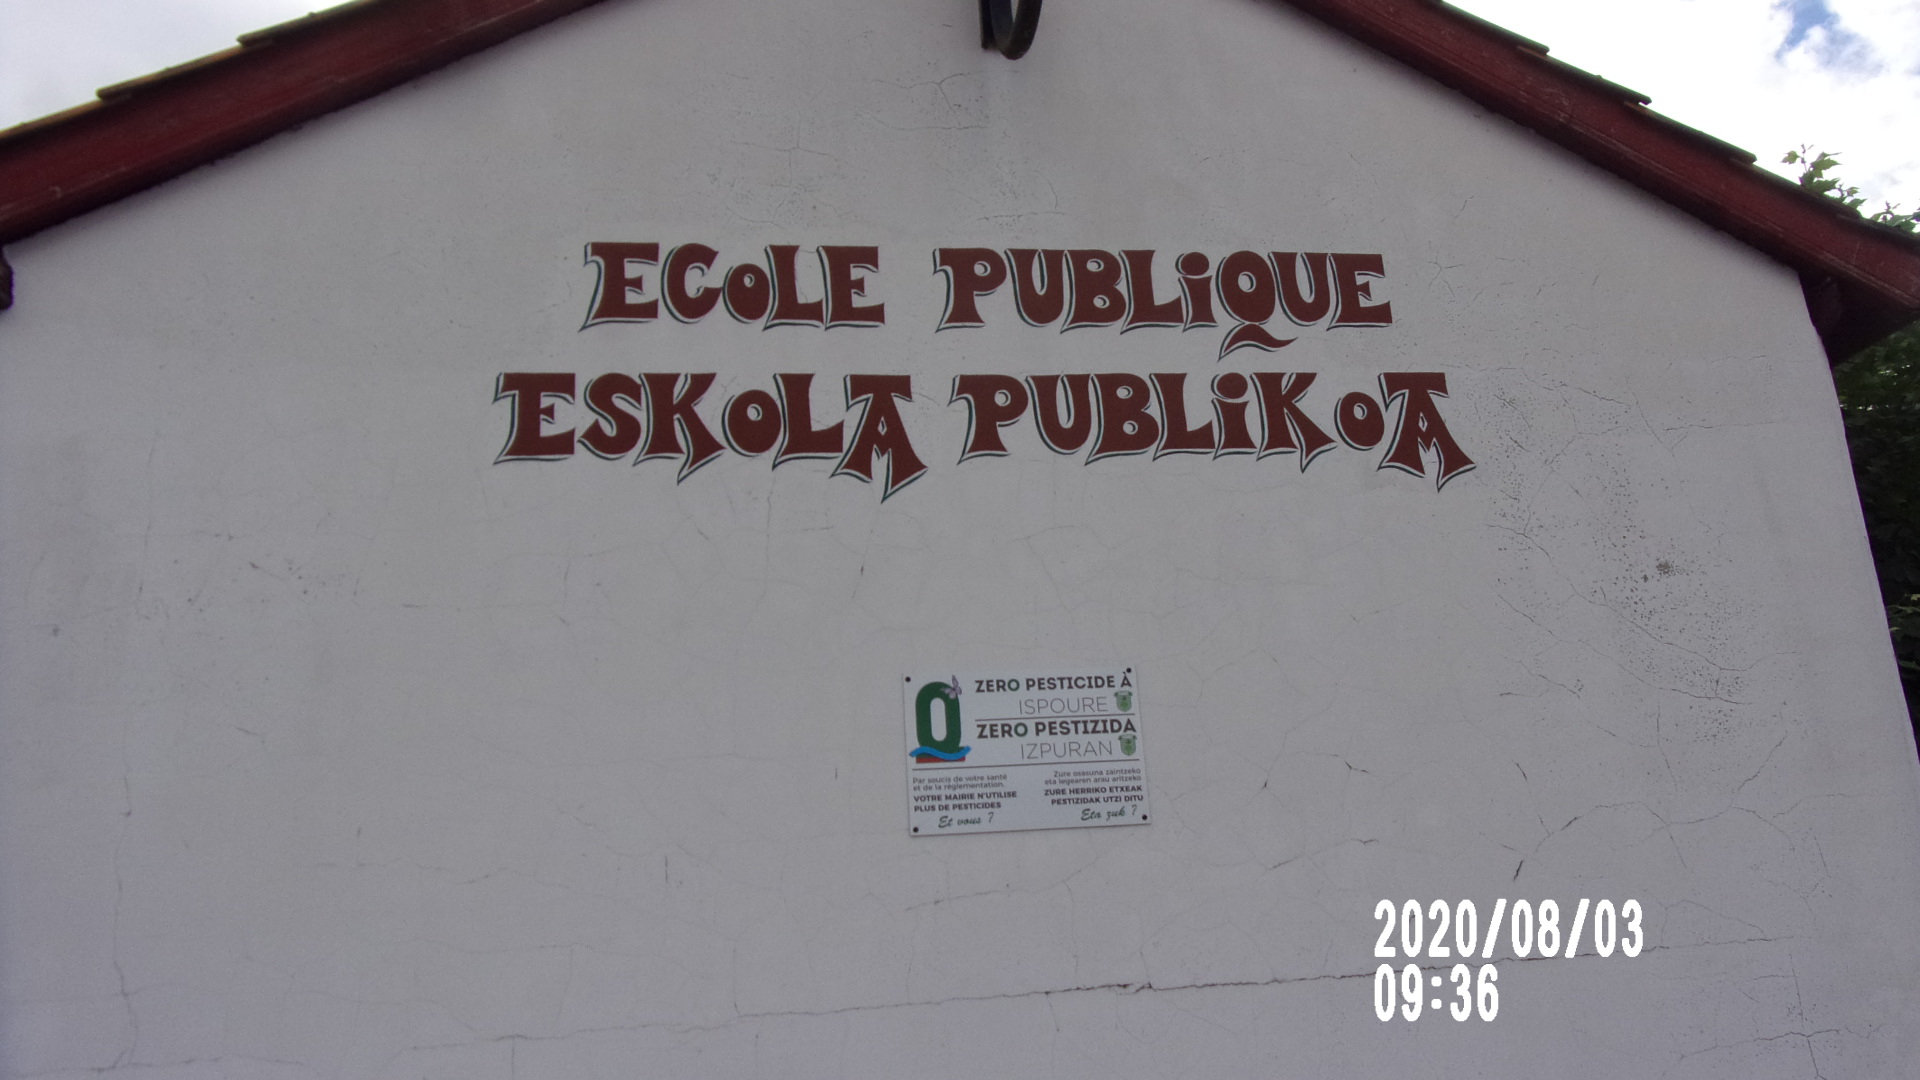 ECOLE PUBLIQUE
ESKOLA PUBLIKOA
0
ZERO PESTICIDE À
ISPOURE
ZERO PESTIZIDA
IZPURAN
Par soucis de votre santé
et de la réglementation.
VOTRE MAIRIE N'UTILISE
PLUS DE PESTICIDES
Et vous ?
Zure osasuna zaintzeko
eta legearen arau aritzeko
ZURE HERRIKO ETXEAK
PESTIZIDAK UTZI DITU
Eta zuk ?
2020/08/03
09:36